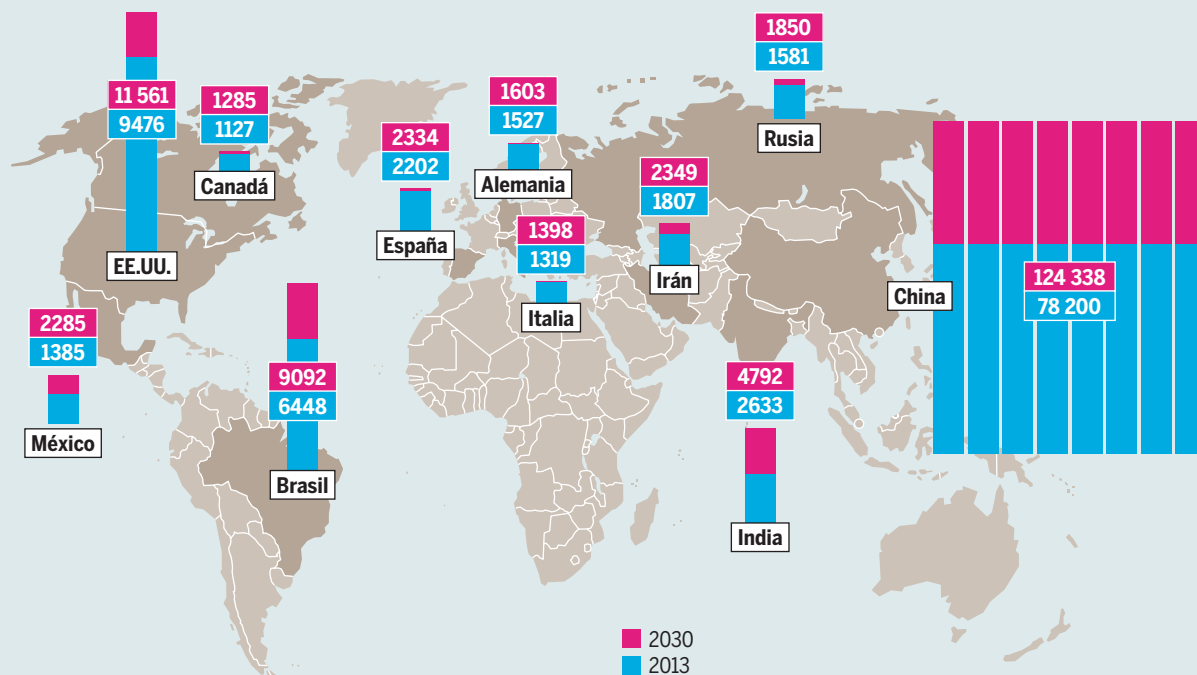 11 561
9476
EE.UU.
1285
1127
Canadá
2334
2202
España
1603
1527
Alemania
1398
1319
Italia
2349
1807
Irán
1850
1581
Rusia
China
124 338
78 200
2285
1385
México
9092
6448
Brasil
4792
2633
India
2030
2013